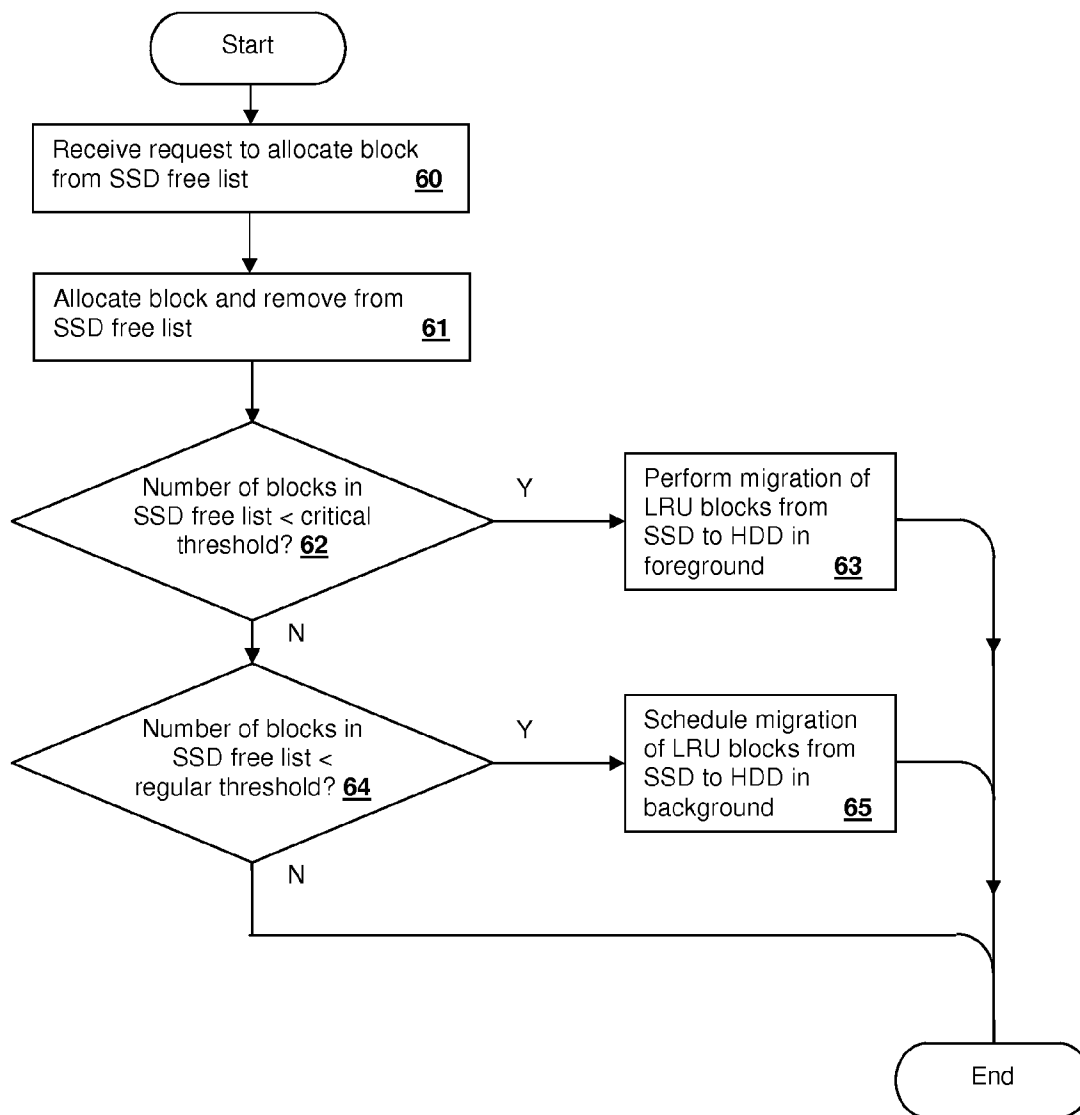 Start
Receive request to allocate block
from SSD free list 60
Allocate block and remove from
SSD free list 61
Number of blocks in
SSD free list < critical
threshold? 62
Y
Perform migration of
LRU blocks from
SSD to HDD in
foreground 63
N
Number of blocks in
SSD free list <
regular threshold? 64
Y
Schedule migration
of LRU blocks from
SSD to HDD in
background 65
N
End